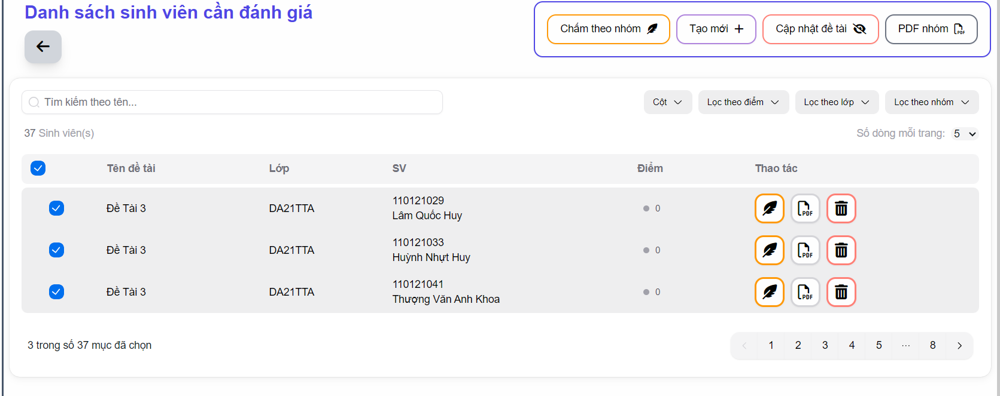 Danh sách sinh viên cần đánh giá
Chấm theo nhóm
Tạo mới
Cập nhật đề tài
PDF nhóm
Tìm kiếm theo tên...
Cột
Lọc theo điểm
Lọc theo lớp
Lọc theo nhóm
37 Sinh viên(s)
Số dòng mỗi trang: 5
Tên đề tài Lớp SV Điểm Thao tác
110121029
Đề Tài 3 DA21TTA 0 PDF
Lâm Quốc Huy
110121033
Đề Tài 3 DA21TTA 0 PDF
Huỳnh Nhựt Huy
110121041
Đề Tài 3 DA21TTA 0 PDF
Thượng Văn Anh Khoa
3 trong số 37 mục đã chọn
1 2 3 4 5 ... 8